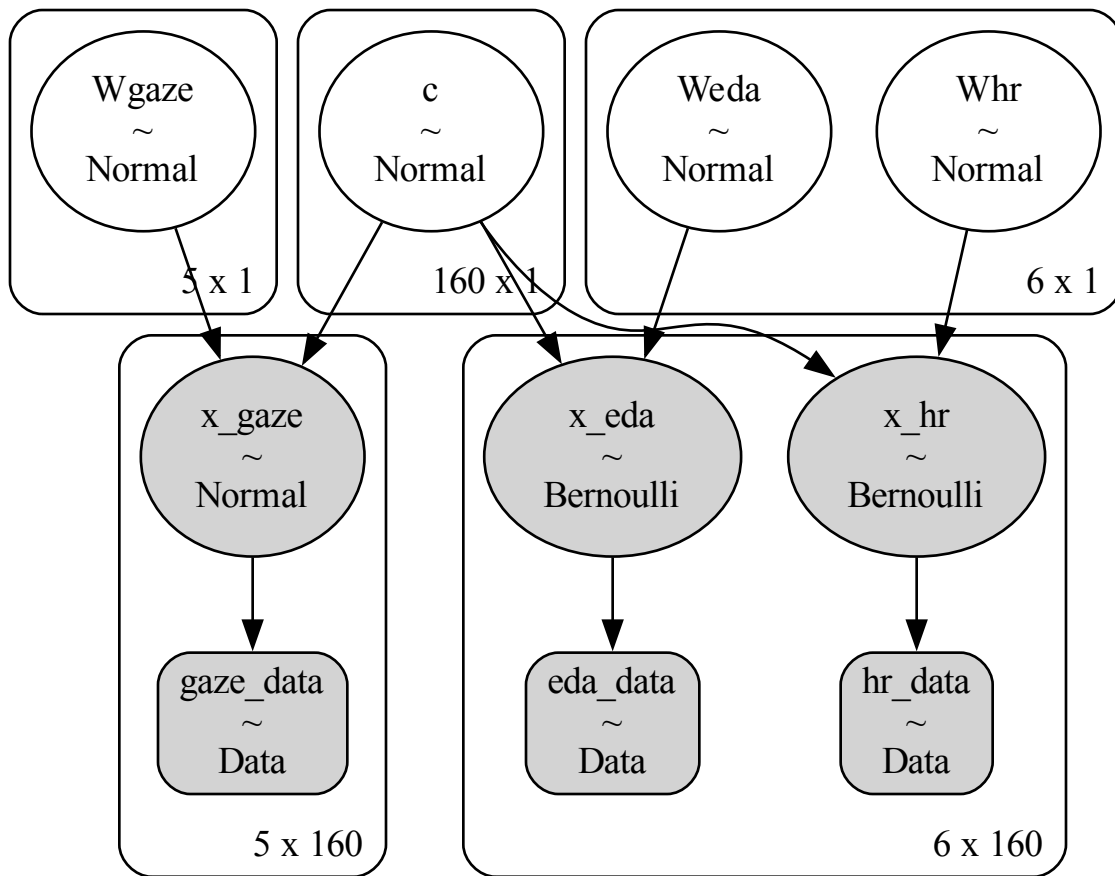 Wgaze
~
Normal
c
~
Normal
Weda
~
Normal
Whr
~
Normal
5 x 1
160 x 1
6 x 1
x_gaze
~
Normal
x_eda
~
Bernoulli
x_hr
~
Bernoulli
gaze_data
~
Data
eda_data
~
Data
hr_data
~
Data
5 x 160
6 x 160